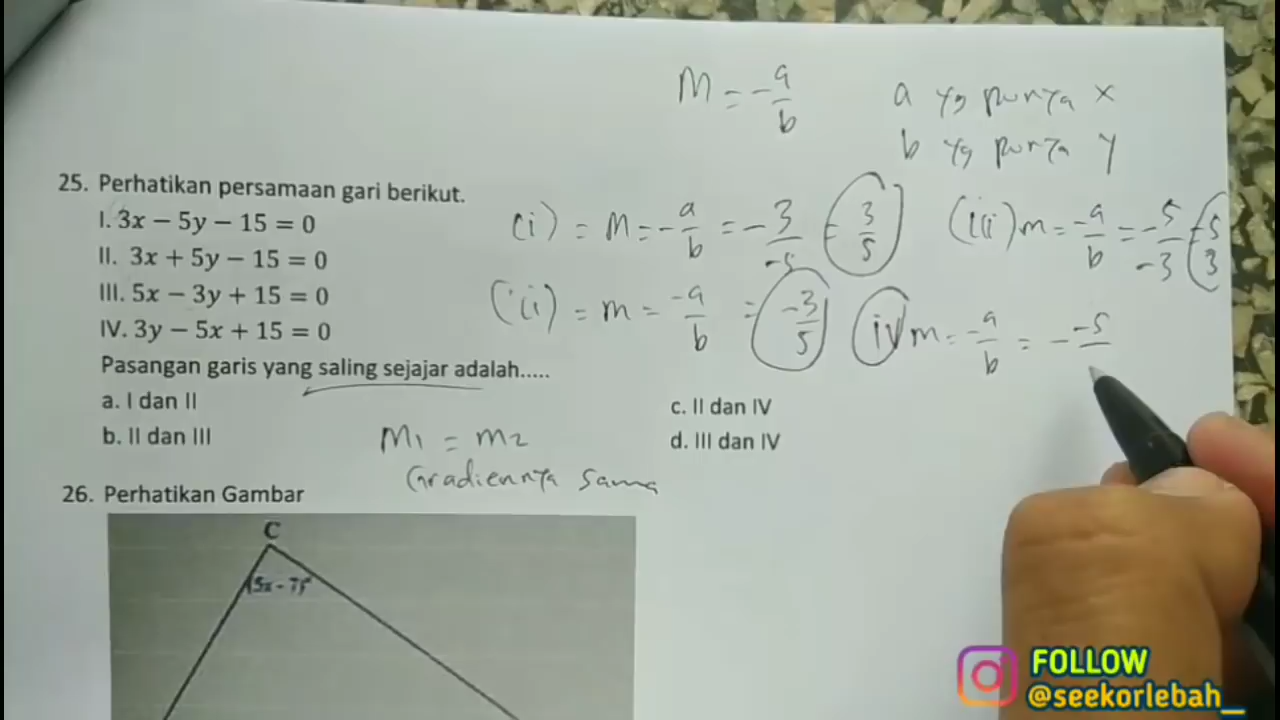 M = -a/b
a yg punya x
b yg punya y
25. Perhatikan persamaan gari berikut.
I. 3x − 5y − 15 = 0
II. 3x + 5y − 15 = 0
III. 5x − 3y + 15 = 0
IV. 3y − 5x + 15 = 0
(i) = m = -a/b = -3/-5 = 3/5
(ii) = m = -a/b = -3/5
(iii) m = -a/b = -5/-3 = 5/3
iv m = -a/b = - -5/
Pasangan garis yang saling sejajar adalah.....
a. I dan II
b. II dan III
c. II dan IV
d. III dan IV
M1 = m2
Gradiennya sama
26. Perhatikan Gambar
C
FOLLOW
@seekorlebah_